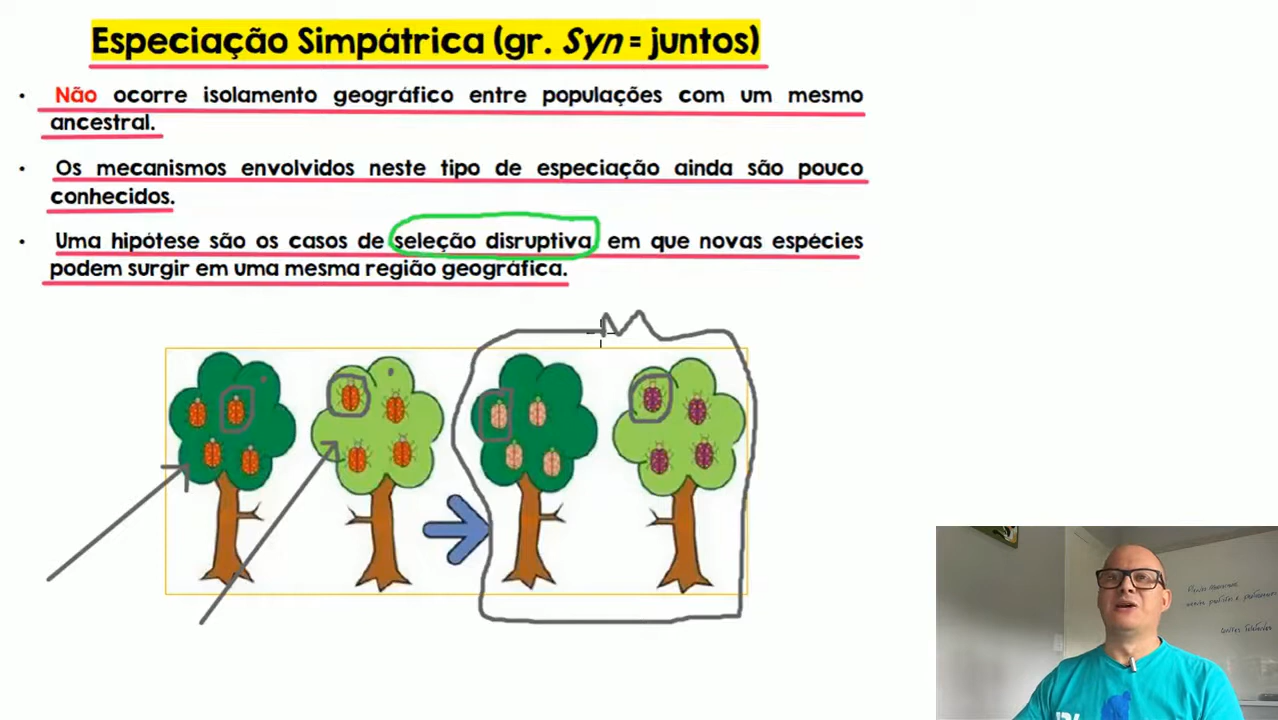 Especiação Simpátrica (gr. Syn = juntos)
• Não ocorre isolamento geográfico entre populações com um mesmo
ancestral.
• Os mecanismos envolvidos neste tipo de especiação ainda são pouco
conhecidos.
• Uma hipótese são os casos de seleção disruptiva em que novas espécies
podem surgir em uma mesma região geográfica.